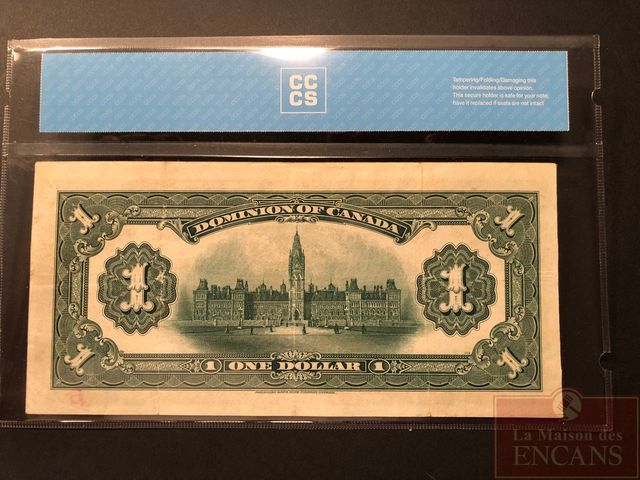 CC
CS
Tampering/Folding/Damaging this
holder invalidates above opinion.
This secure holder is safe for your note,
have it replaced if seals are not intact
1
1
DOMINION OF CANADA
1
1
1
1
1 ONE DOLLAR 1
La Maison des
ENCANS